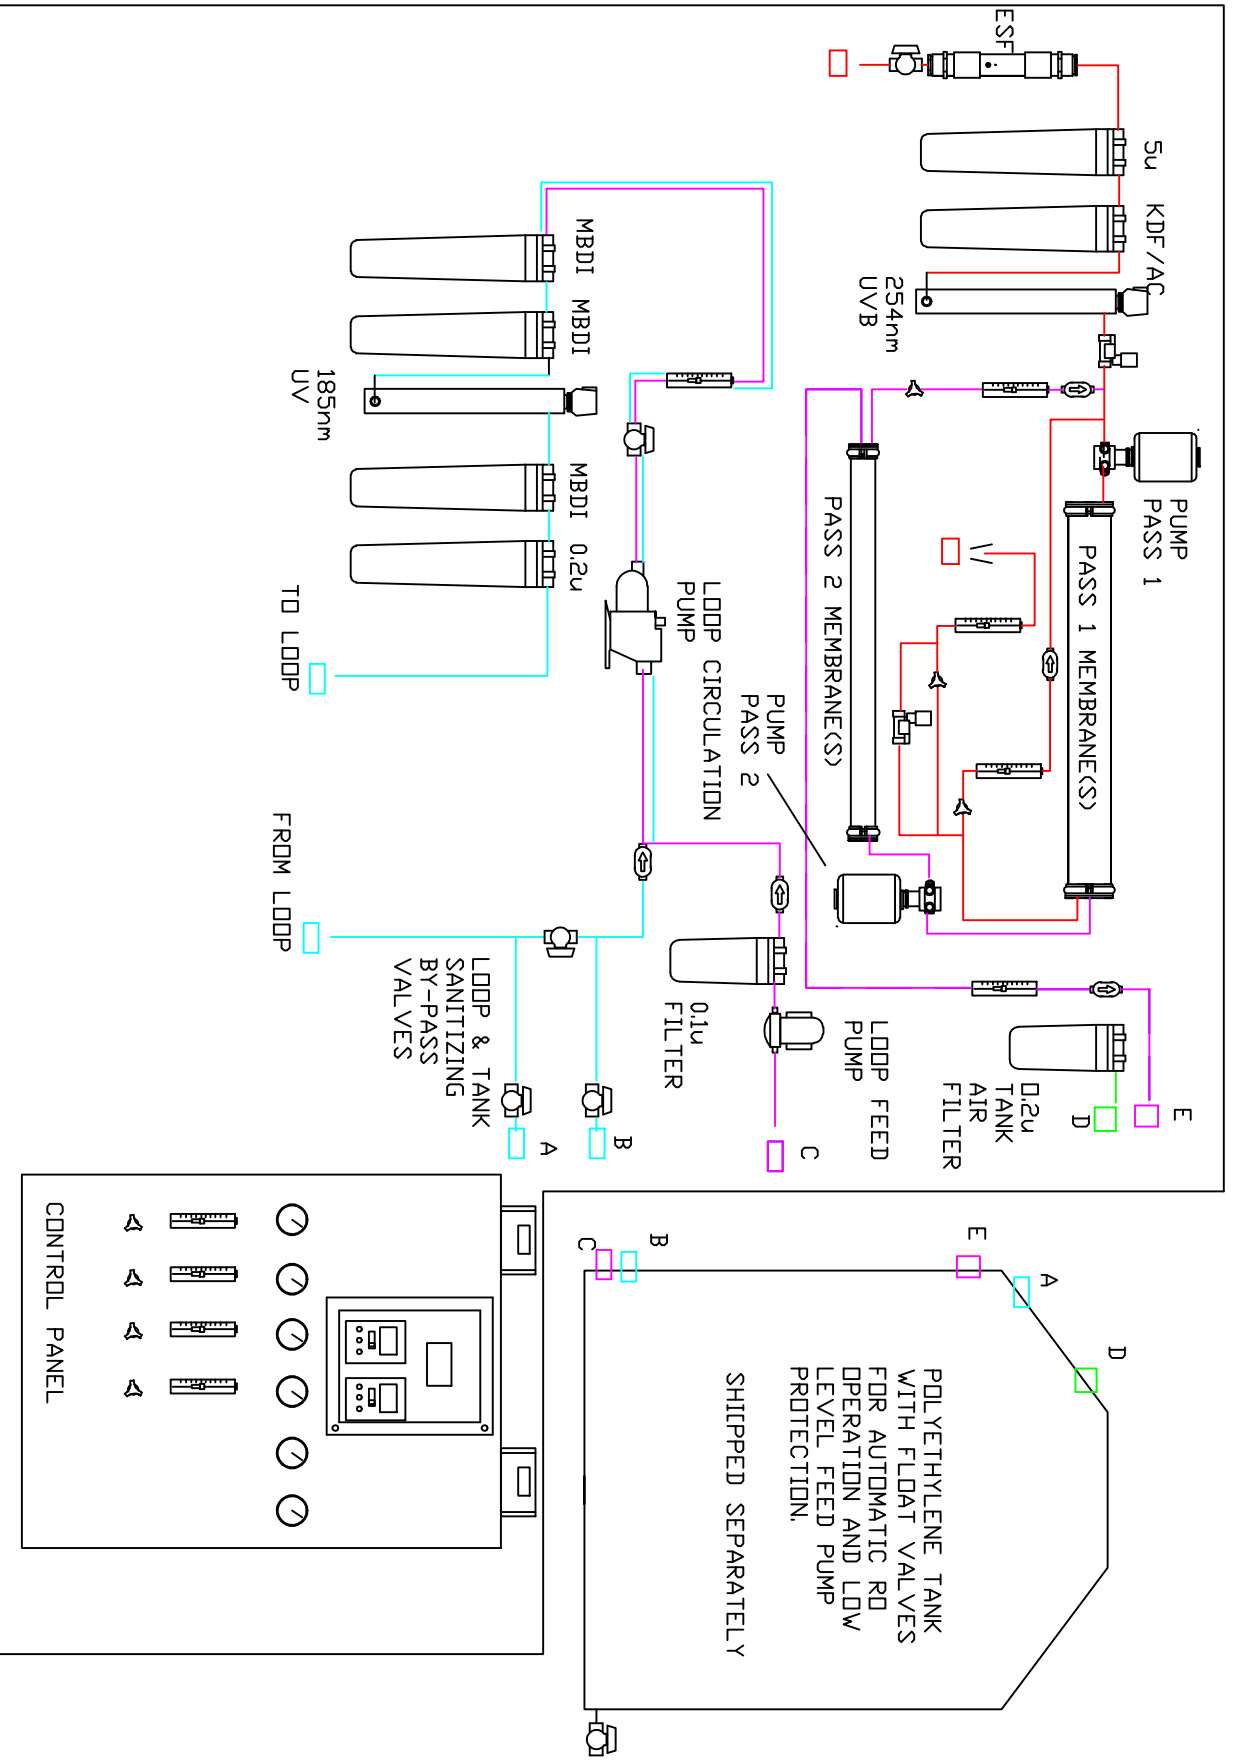 ESF
5u
KDF/AC
254nm
UVB
PUMP
PASS 1
PASS 1 MEMBRANE(S)
PASS 2 MEMBRANE(S)
PUMP
PASS 2
LOOP CIRCULATION
PUMP
MBDI
MBDI
185nm
UV
MBDI
0.2u
TO LOOP
FROM LOOP
LOOP & TANK
SANITIZING
BY-PASS
VALVES
0.1u
FILTER
LOOP FEED
PUMP
0.2u
TANK
AIR
FILTER
E
D
C
B
A
E
A
D
B
C
POLYETHYLENE TANK
WITH FLOAT VALVES
FOR AUTOMATIC RO
OPERATION AND LOW
LEVEL FEED PUMP
PROTECTION.
SHIPPED SEPARATELY
CONTROL PANEL